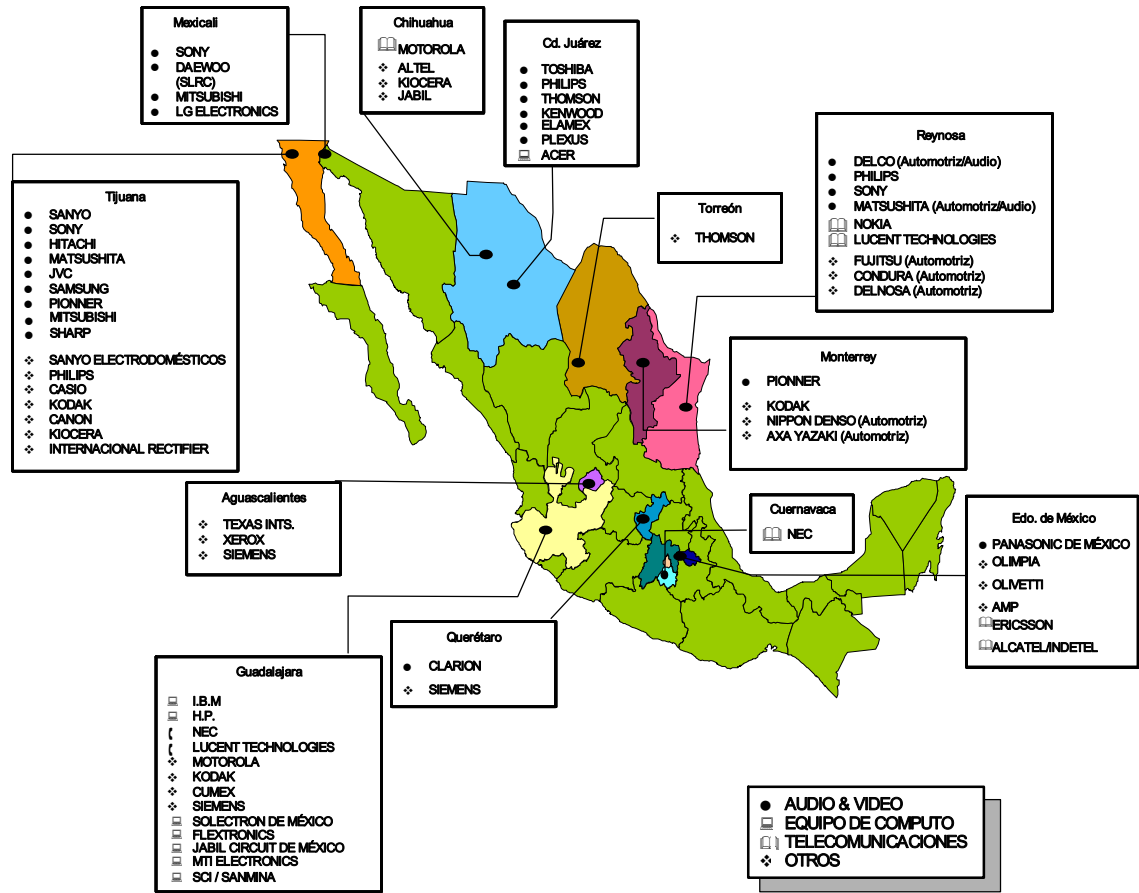 Mexicali
SONY
DAEWOO
(SLRC)
MITSUBISHI
LG ELECTRONICS
Chihuahua
MOTOROLA
ALTEL
KIOCERA
JABIL
Cd. Juárez
TOSHIBA
PHILIPS
THOMSON
KENWOOD
ELAMEX
PLEXUS
ACER
Reynosa
DELCO (Automotriz/Audio)
PHILIPS
SONY
MATSUSHITA (Automotriz/Audio)
NOKIA
LUCENT TECHNOLOGIES
FUJITSU (Automotriz)
CONDURA (Automotriz)
DELNOSA (Automotriz)
Tijuana
SANYO
SONY
HITACHI
MATSUSHITA
JVC
SAMSUNG
PIONNER
MITSUBISHI
SHARP
SANYO ELECTRODOMÉSTICOS
PHILIPS
CASIO
KODAK
CANON
KIOCERA
INTERNACIONAL RECTIFIER
Torreón
THOMSON
Monterrey
PIONNER
KODAK
NIPPON DENSO (Automotriz)
AXA YAZAKI (Automotriz)
Aguascalientes
TEXAS INTS.
XEROX
SIEMENS
Cuernavaca
NEC
Edo. de México
PANASONIC DE MÉXICO
OLIMPIA
OLIVETTI
AMP
ERICSSON
ALCATEL/INDETEL
Querétaro
CLARION
SIEMENS
Guadalajara
I.B.M
H.P.
NEC
LUCENT TECHNOLOGIES
MOTOROLA
KODAK
CUMEX
SIEMENS
SOLECTRON DE MÉXICO
FLEXTRONICS
JABIL CIRCUIT DE MÉXICO
MTI ELECTRONICS
SCI / SANMINA
AUDIO & VIDEO
EQUIPO DE COMPUTO
TELECOMUNICACIONES
OTROS